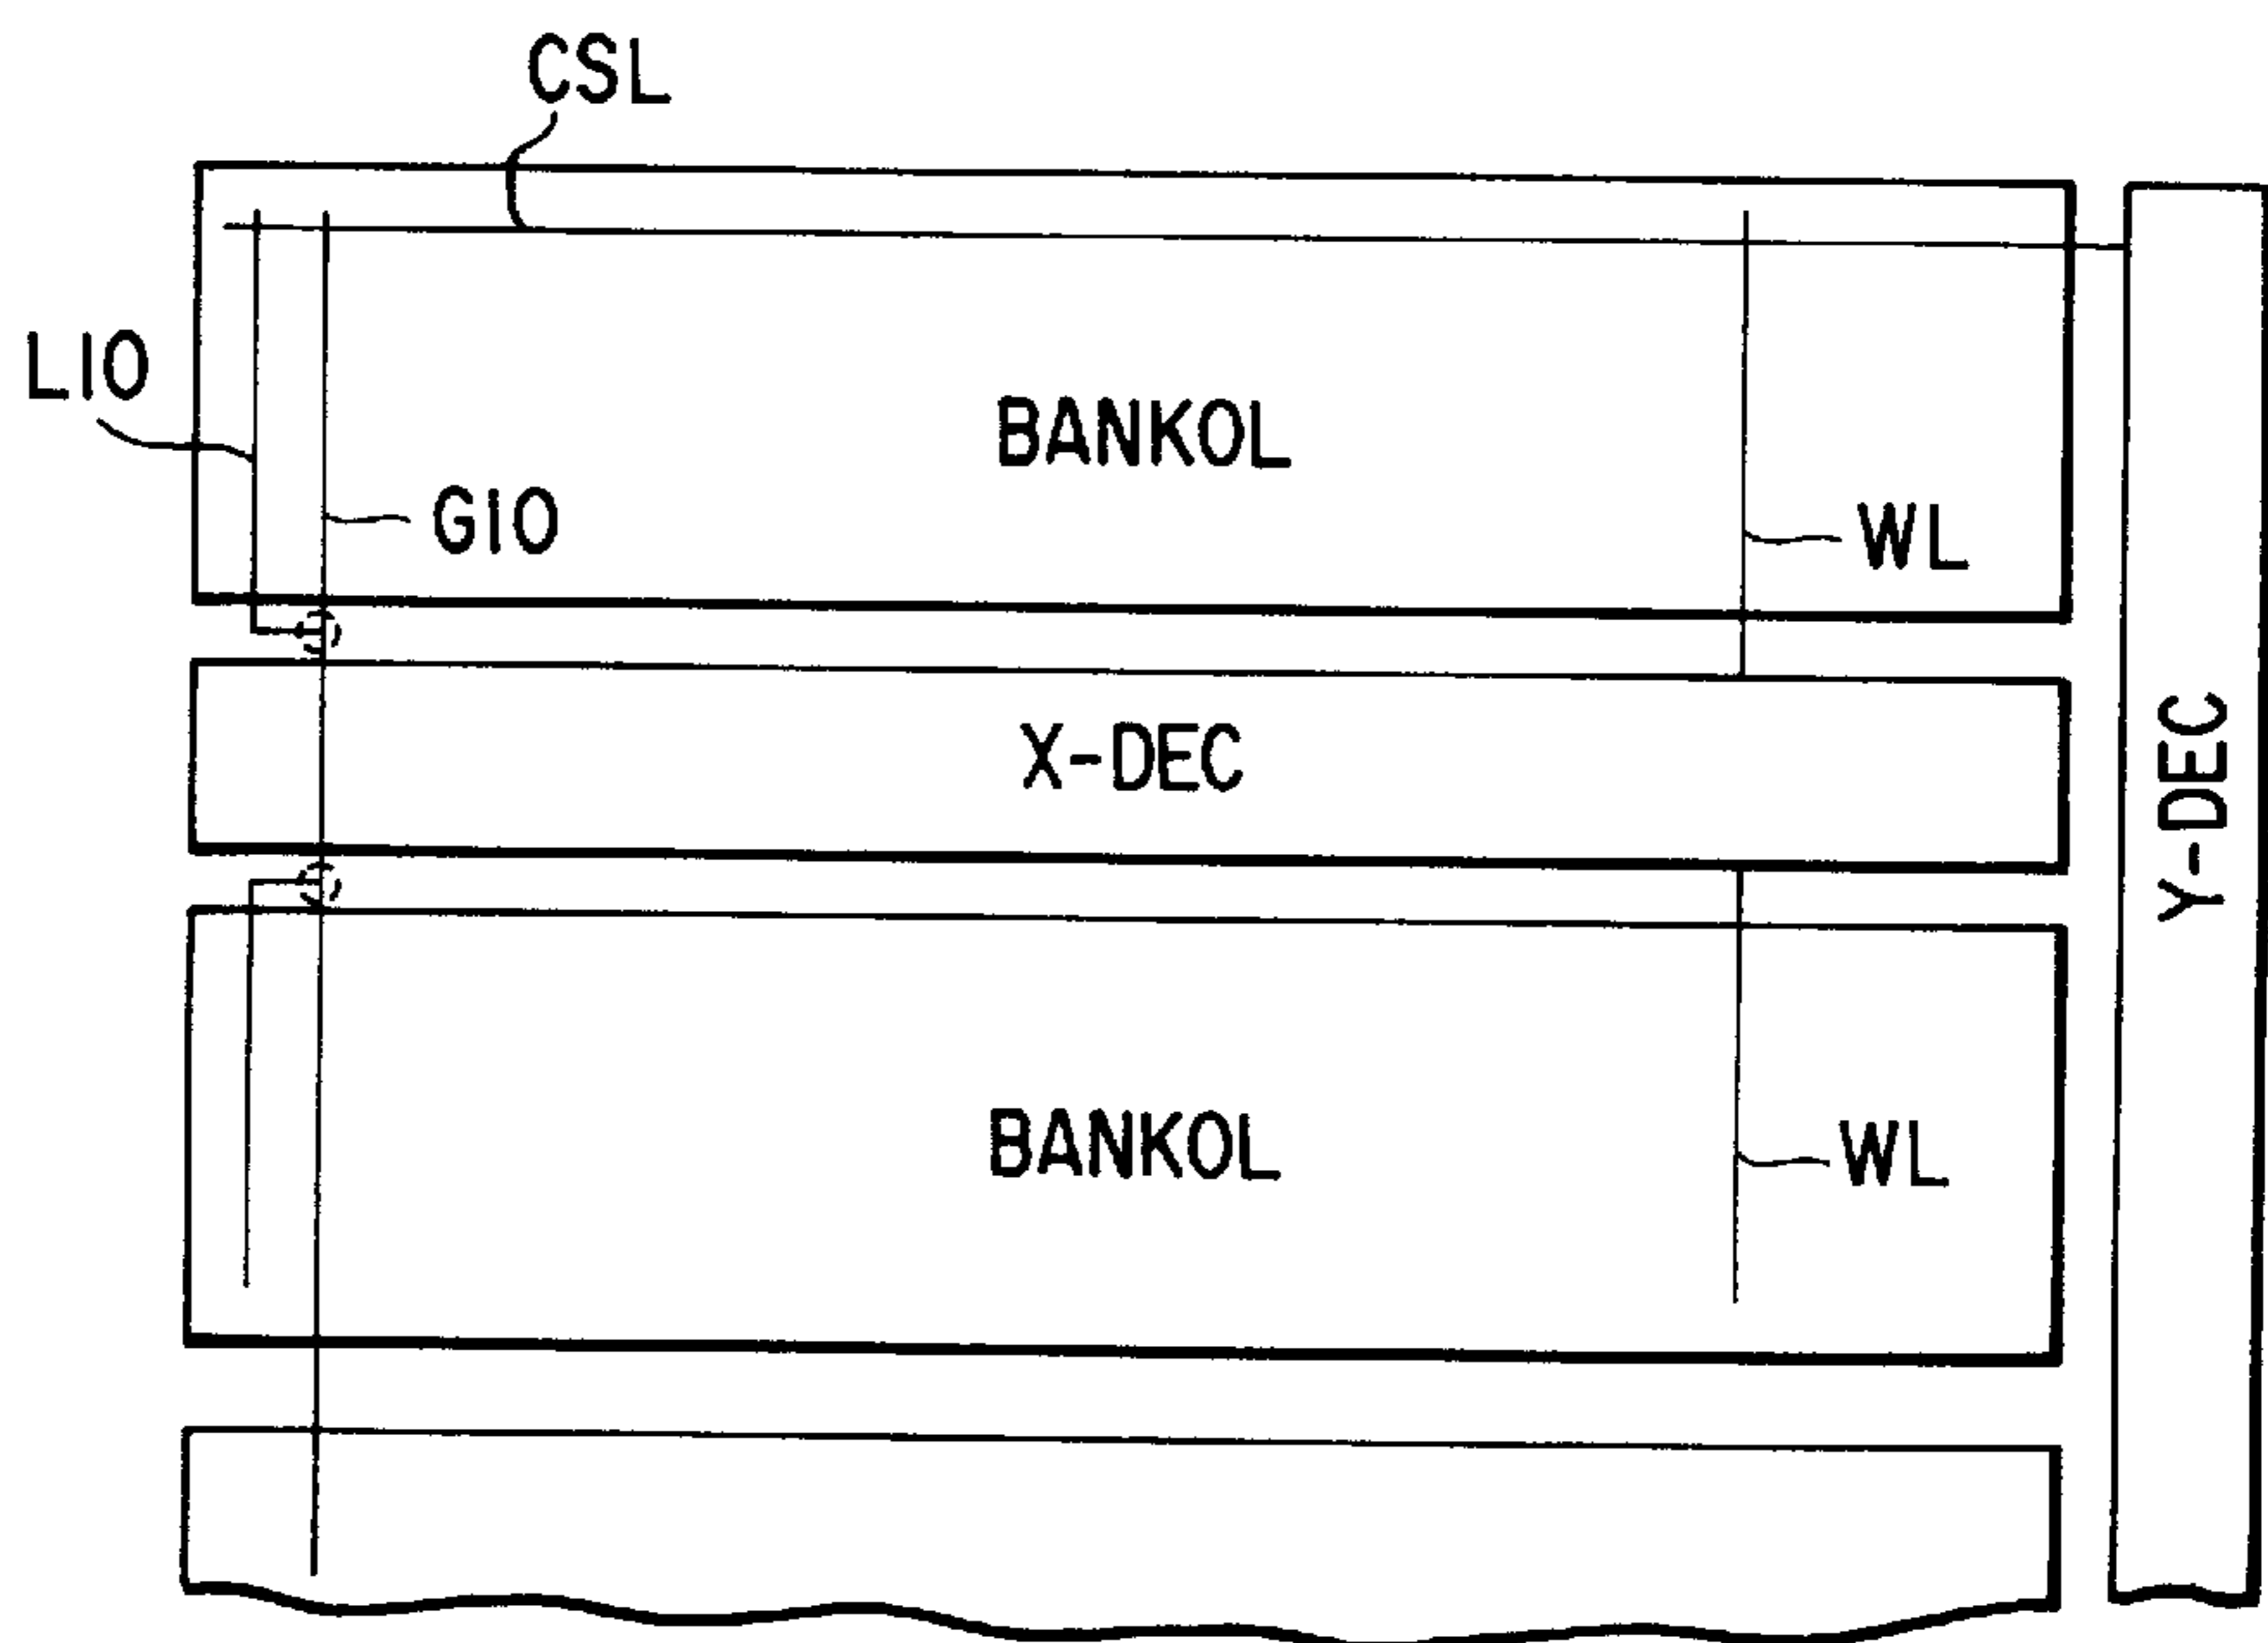 CSL
LIO
BANKOL
GIO
WL
X-DEC
Y-DEC
BANKOL
WL